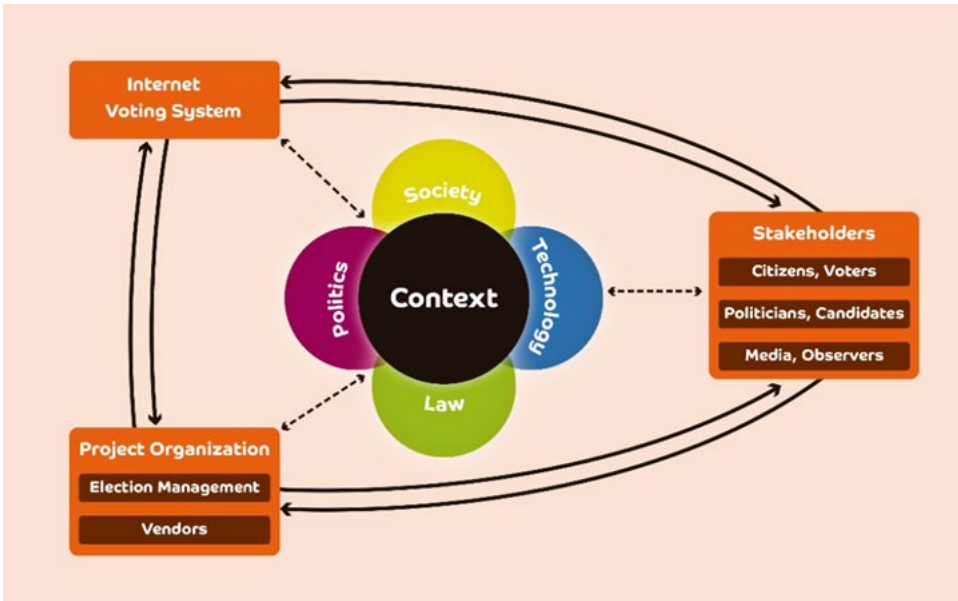 Internet
Voting System
Society
Politics
Context
Technology
Law
Stakeholders
Citizens, Voters
Politicians, Candidates
Media, Observers
Project Organization
Election Management
Vendors